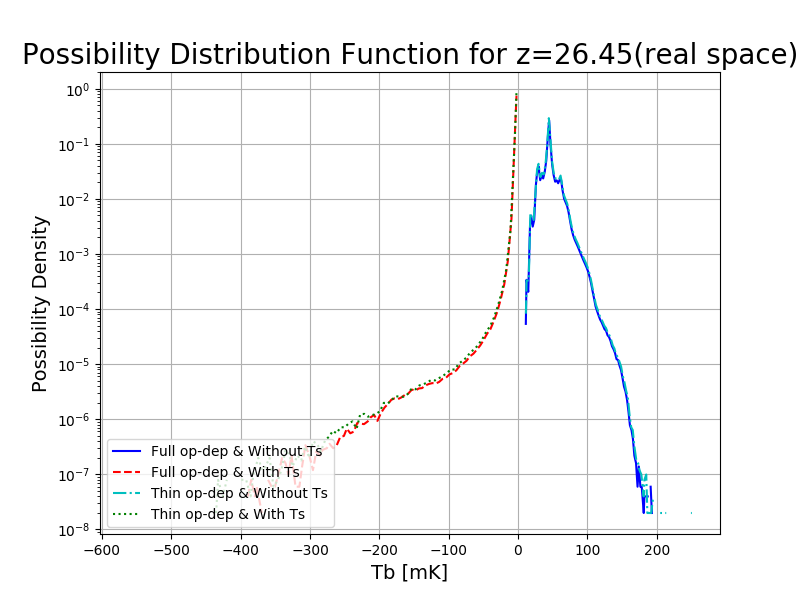 Possibility Distribution Function for z=26.45(real space)
Possibility Density
10⁰
10⁻¹
10⁻²
10⁻³
10⁻⁴
10⁻⁵
10⁻⁶
10⁻⁷
10⁻⁸
Full op-dep & Without Ts
Full op-dep & With Ts
Thin op-dep & Without Ts
Thin op-dep & With Ts
−600 −500 −400 −300 −200 −100 0 100 200
Tb [mK]